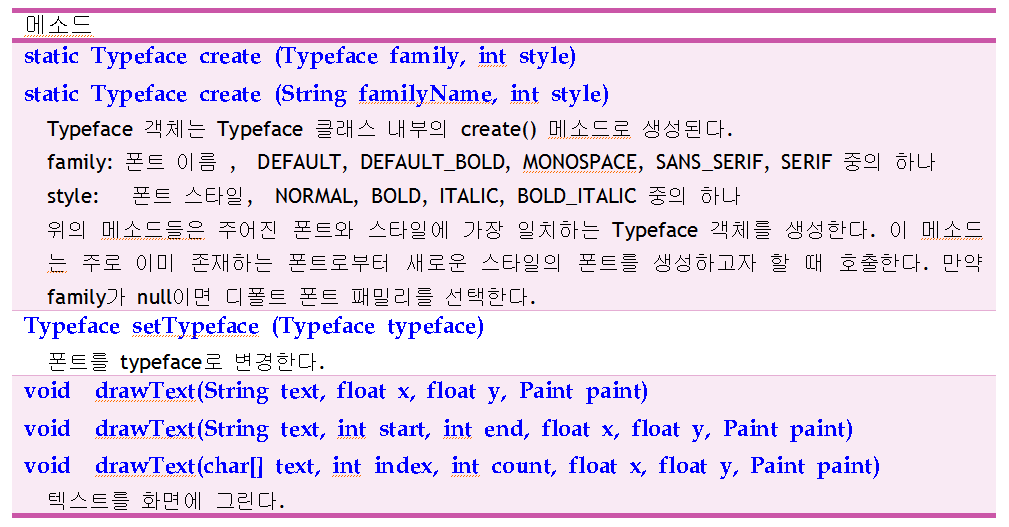 메소드
static Typeface create (Typeface family, int style)
static Typeface create (String familyName, int style)
Typeface 객체는 Typeface 클래스 내부의 create() 메소드로 생성된다.
family: 폰트 이름 , DEFAULT, DEFAULT_BOLD, MONOSPACE, SANS_SERIF, SERIF 중의 하나
style: 폰트 스타일, NORMAL, BOLD, ITALIC, BOLD_ITALIC 중의 하나
위의 메소드들은 주어진 폰트와 스타일에 가장 일치하는 Typeface 객체를 생성한다. 이 메소드
는 주로 이미 존재하는 폰트로부터 새로운 스타일의 폰트를 생성하고자 할 때 호출한다. 만약
family가 null이면 디폴트 폰트 패밀리를 선택한다.
Typeface setTypeface (Typeface typeface)
폰트를 typeface로 변경한다.
void drawText(String text, float x, float y, Paint paint)
void drawText(String text, int start, int end, float x, float y, Paint paint)
void drawText(char[] text, int index, int count, float x, float y, Paint paint)
텍스트를 화면에 그린다.